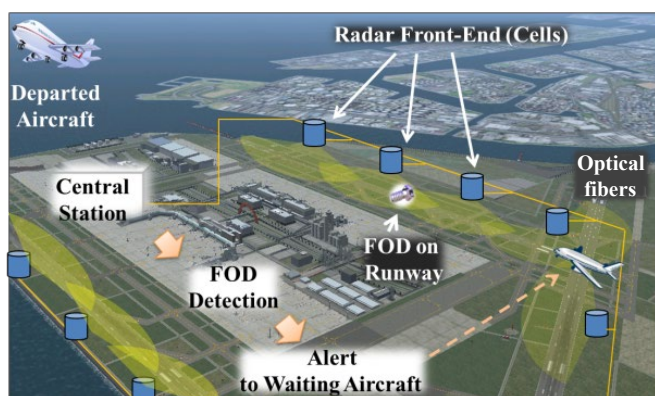 Radar Front-End (Cells)
Departed
Aircraft
Optical
fibers
Central
Station
FOD on
Runway
FOD
Detection
Alert
to Waiting Aircraft